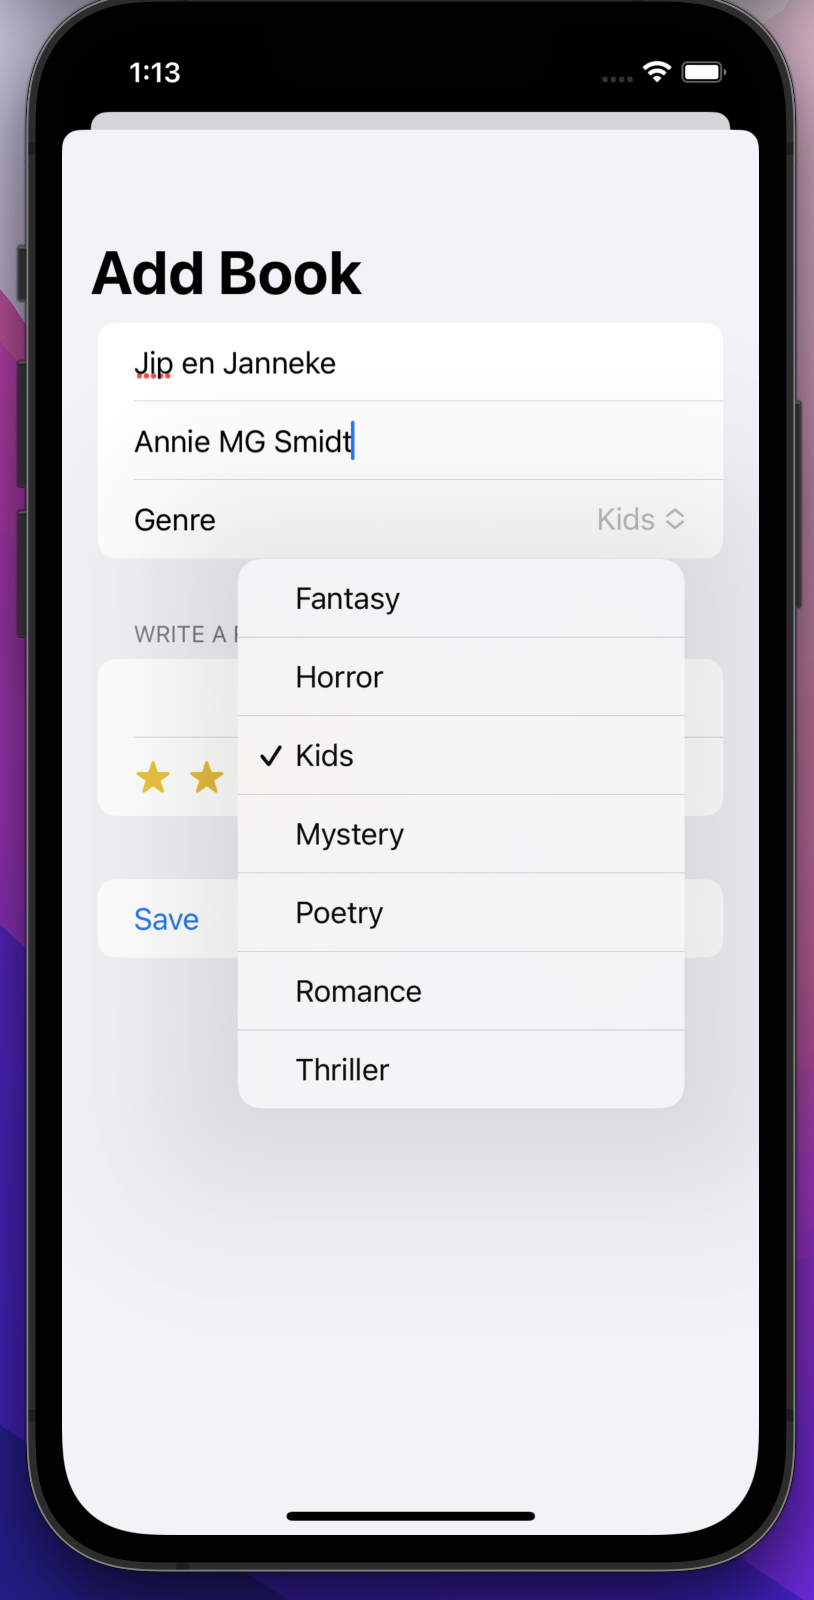 1:13
Add Book
Jip en Janneke
Annie MG Smidt
Genre
Kids
WRITE A
Fantasy
Horror
Kids
Mystery
Poetry
Romance
Thriller
Save